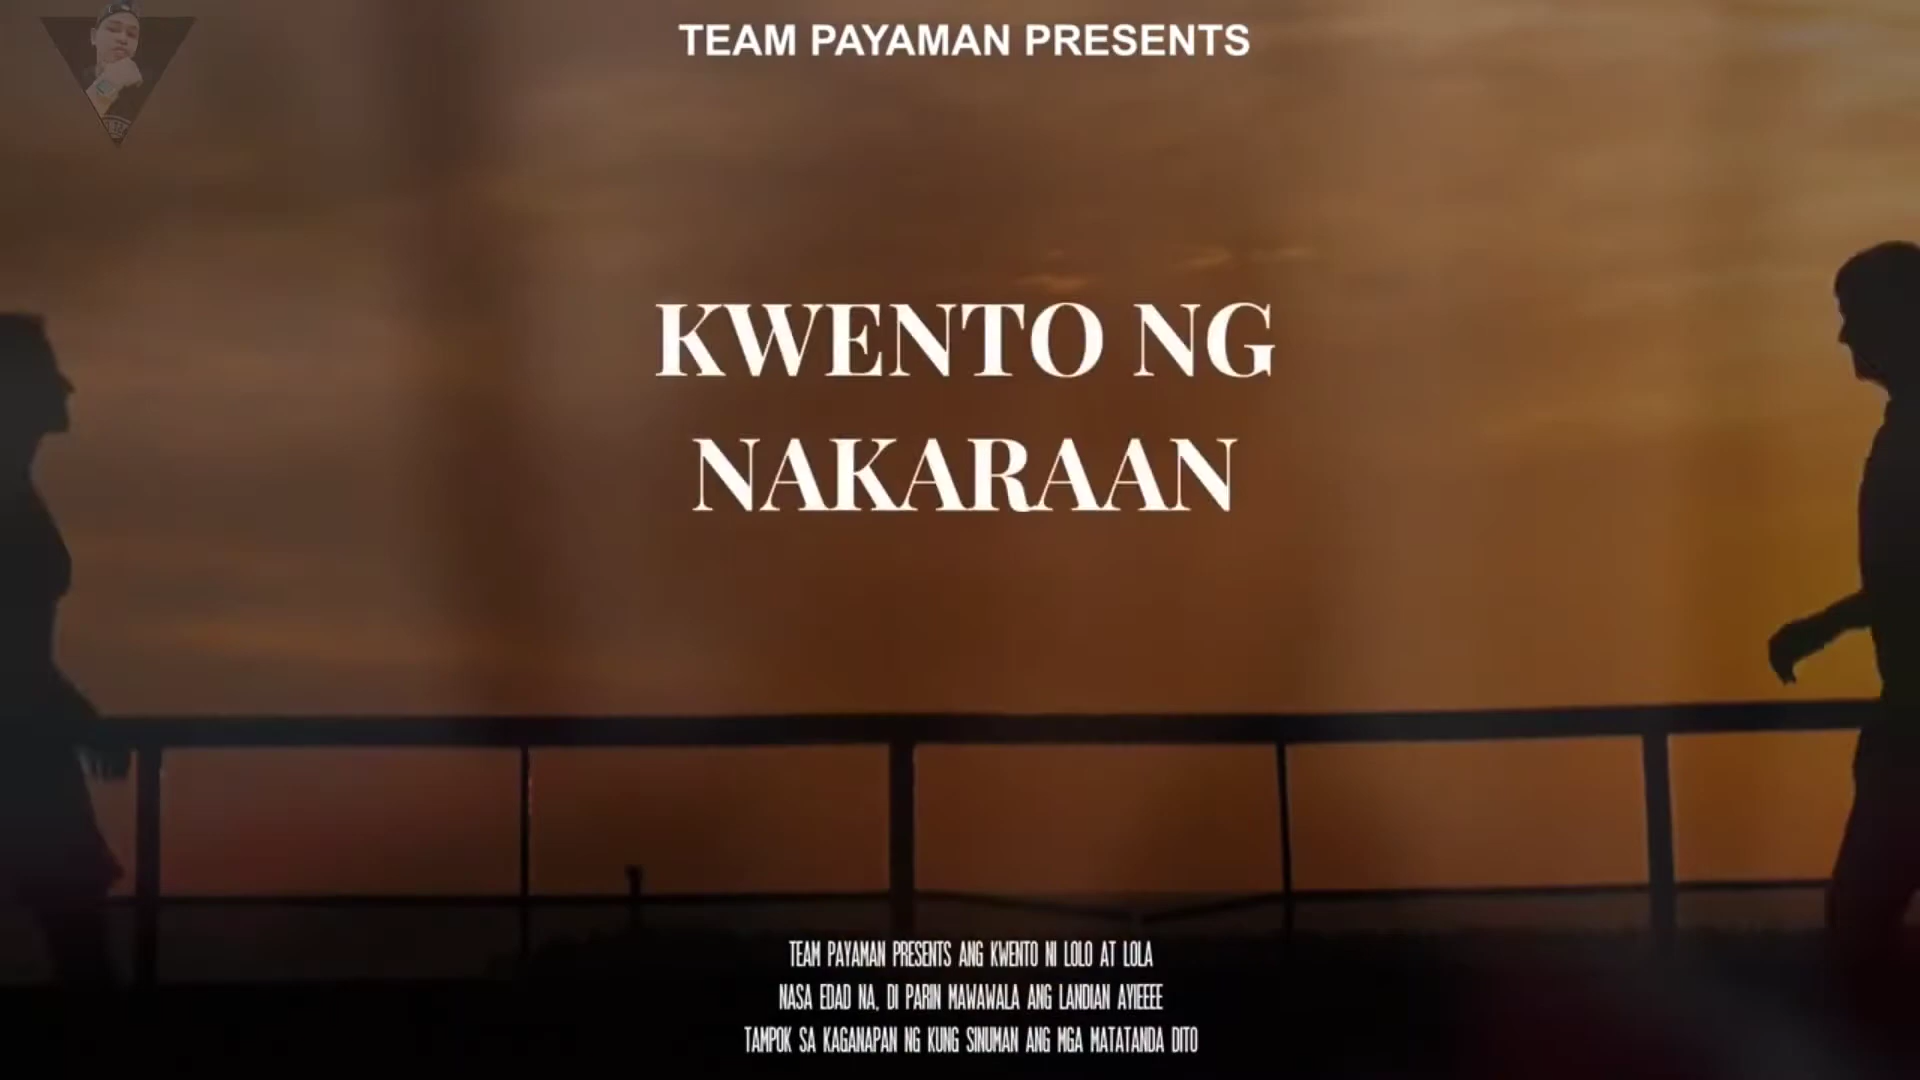 TEAM PAYAMAN PRESENTS
KWENTO NG
NAKARAAN
TEAM PAYAMAN PRESENTS ANG KWENTO NI LOLO AT LOLA
NASA EDAD NA, DI PARIN MAWAWALA ANG LANDIAN AYIEEEE
TAMPOK SA KAGANAPAN NG KUNG SINUMAN ANG MGA MATATANDA DITO